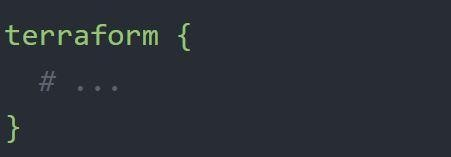 terraform {
  # ...
}